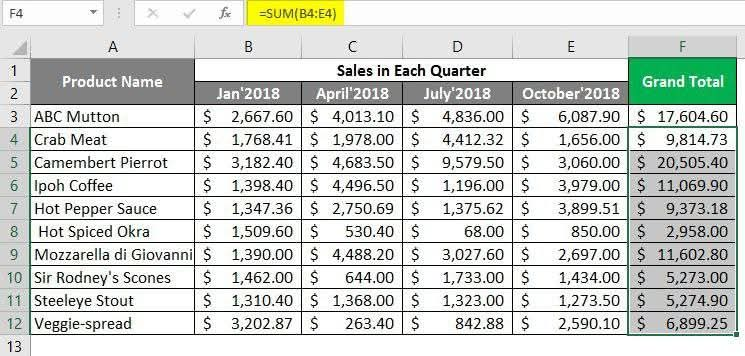 F4 fx =SUM(B4:E4)
A B C D E F
1 Product Name Sales in Each Quarter Grand Total
2 Jan'2018 April'2018 July'2018 October'2018
3 ABC Mutton $ 2,667.60 $ 4,013.10 $ 4,836.00 $ 6,087.90 $ 17,604.60
4 Crab Meat $ 1,768.41 $ 1,978.00 $ 4,412.32 $ 1,656.00 $ 9,814.73
5 Camembert Pierrot $ 3,182.40 $ 4,683.50 $ 9,579.50 $ 3,060.00 $ 20,505.40
6 Ipoh Coffee $ 1,398.40 $ 4,496.50 $ 1,196.00 $ 3,979.00 $ 11,069.90
7 Hot Pepper Sauce $ 1,347.36 $ 2,750.69 $ 1,375.62 $ 3,899.51 $ 9,373.18
8 Hot Spiced Okra $ 1,509.60 $ 530.40 $ 68.00 $ 850.00 $ 2,958.00
9 Mozzarella di Giovanni $ 1,390.00 $ 4,488.20 $ 3,027.60 $ 2,697.00 $ 11,602.80
10 Sir Rodney's Scones $ 1,462.00 $ 644.00 $ 1,733.00 $ 1,434.00 $ 5,273.00
11 Steeleye Stout $ 1,310.40 $ 1,368.00 $ 1,323.00 $ 1,273.50 $ 5,274.90
12 Veggie-spread $ 3,202.87 $ 263.40 $ 842.88 $ 2,590.10 $ 6,899.25
13